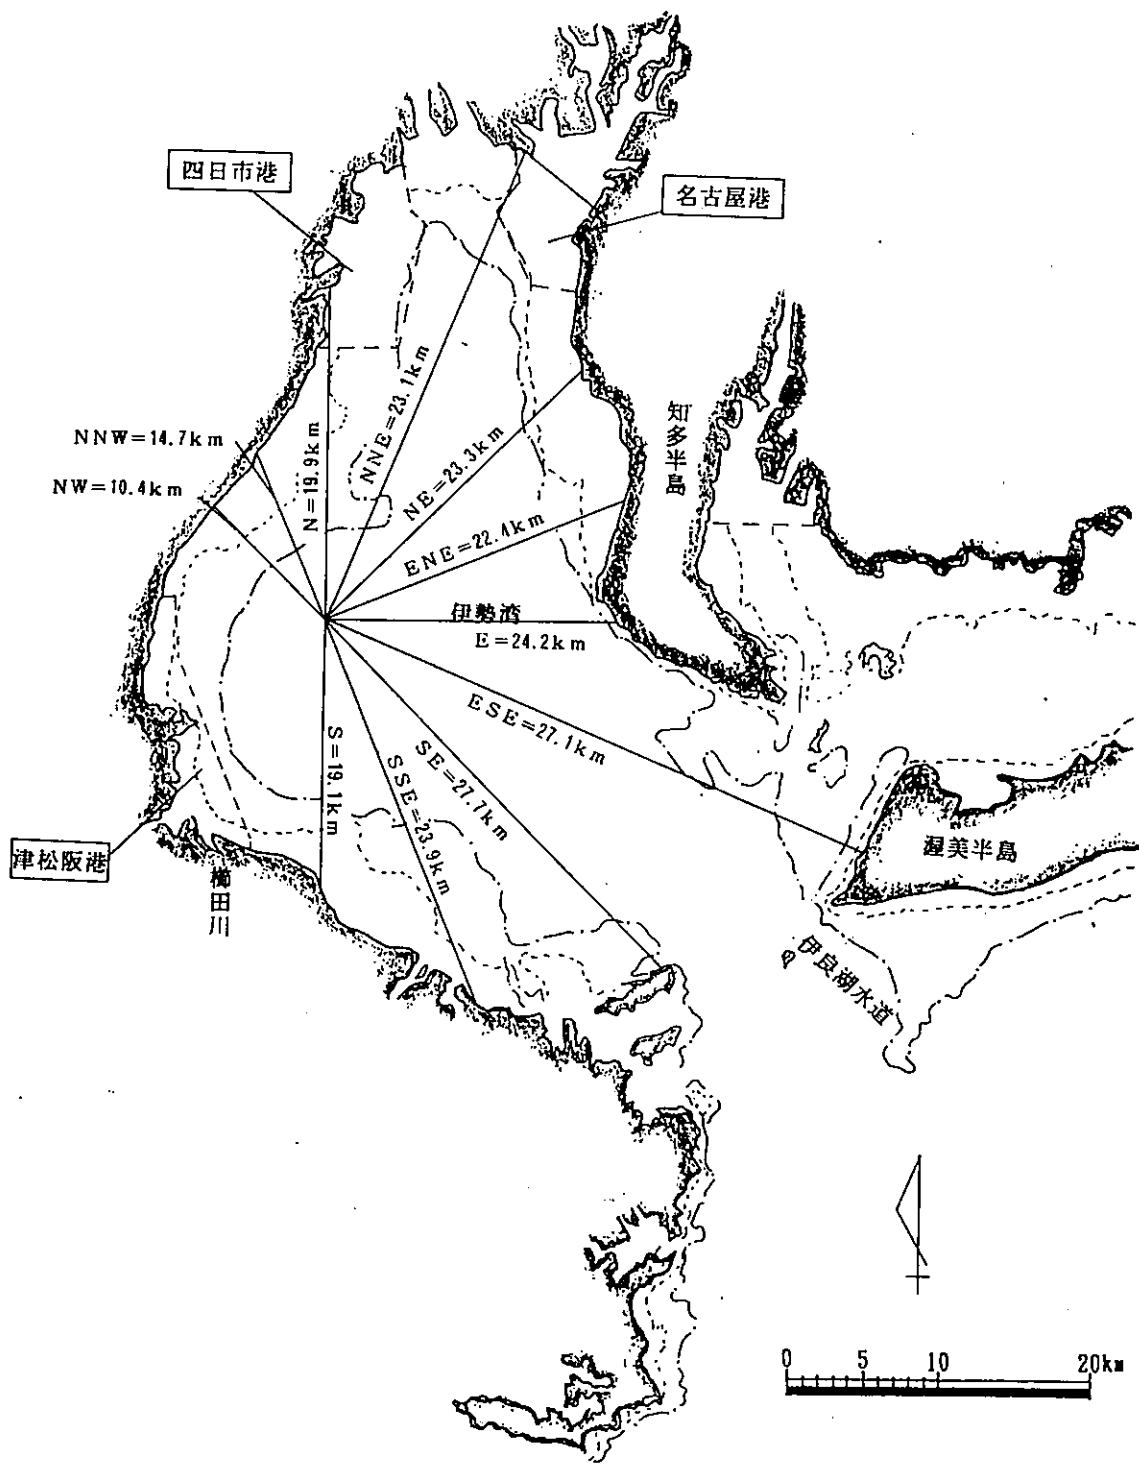 四日市港
名古屋港
NNW=14.7km
NW=10.4km
N=19.9km
NNE=23.1km
NE=23.3km
ENE=22.4km
知多半島
伊勢湾
E=24.2km
ESE=27.1km
SE=27.7km
SSE=23.9km
S=19.1km
津松阪港
櫛田川
渥美半島
伊良湖水道
0 5 10 20km